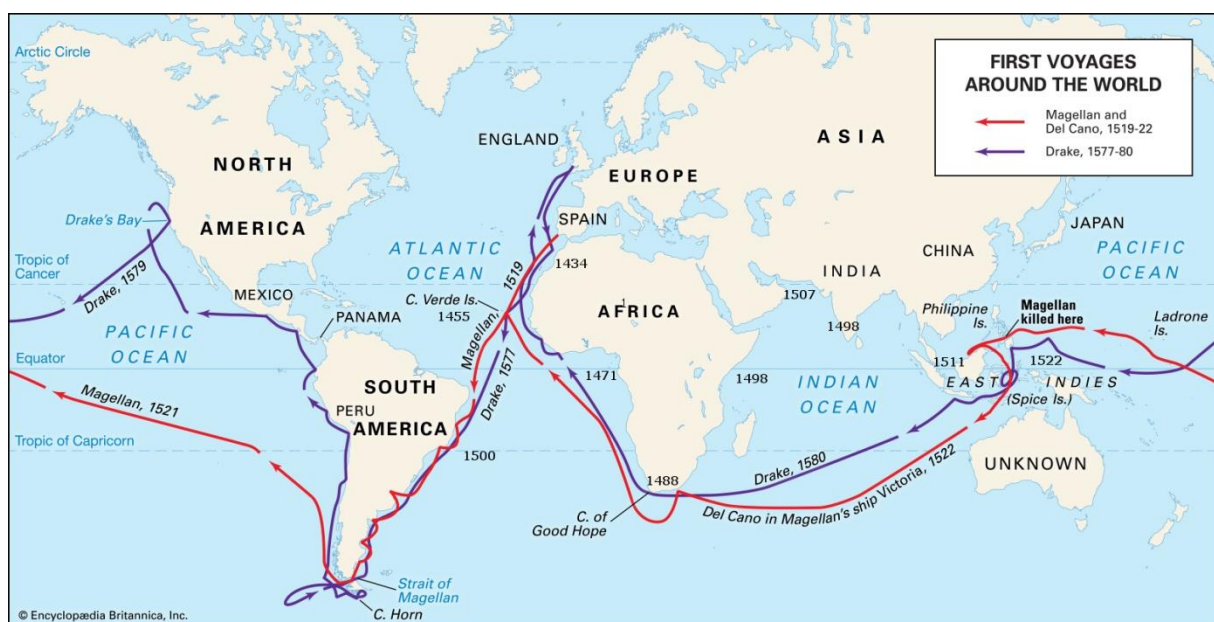 Arctic Circle
FIRST VOYAGES
AROUND THE WORLD
Magellan and
Del Cano, 1519-22
Drake, 1577-80
ENGLAND
ASIA
NORTH
EUROPE
Drake's Bay
AMERICA
SPAIN
JAPAN
ATLANTIC
OCEAN
CHINA
PACIFIC
OCEAN
Tropic of
Cancer
Drake, 1579
1434
INDIA
MEXICO
1519
C. Verde Is.
1507
AFRICA
1
Philippine
Is.
Magellan
killed here
Ladrone
Is.
PANAMA
1455
1498
PACIFIC
OCEAN
Magellan,
Equator
Drake, 1577
1511
1522
SOUTH
1471
1498
INDIAN
OCEAN
EAST INDIES
(Spice Is.)
Magellan, 1521
PERU
AMERICA
Tropic of Capricorn
1500
Drake, 1580
UNKNOWN
1488
Del Cano in Magellan's ship Victoria, 1522
C. of
Good Hope
Strait of
Magellan
C. Horn
© Encyclopædia Britannica, Inc.